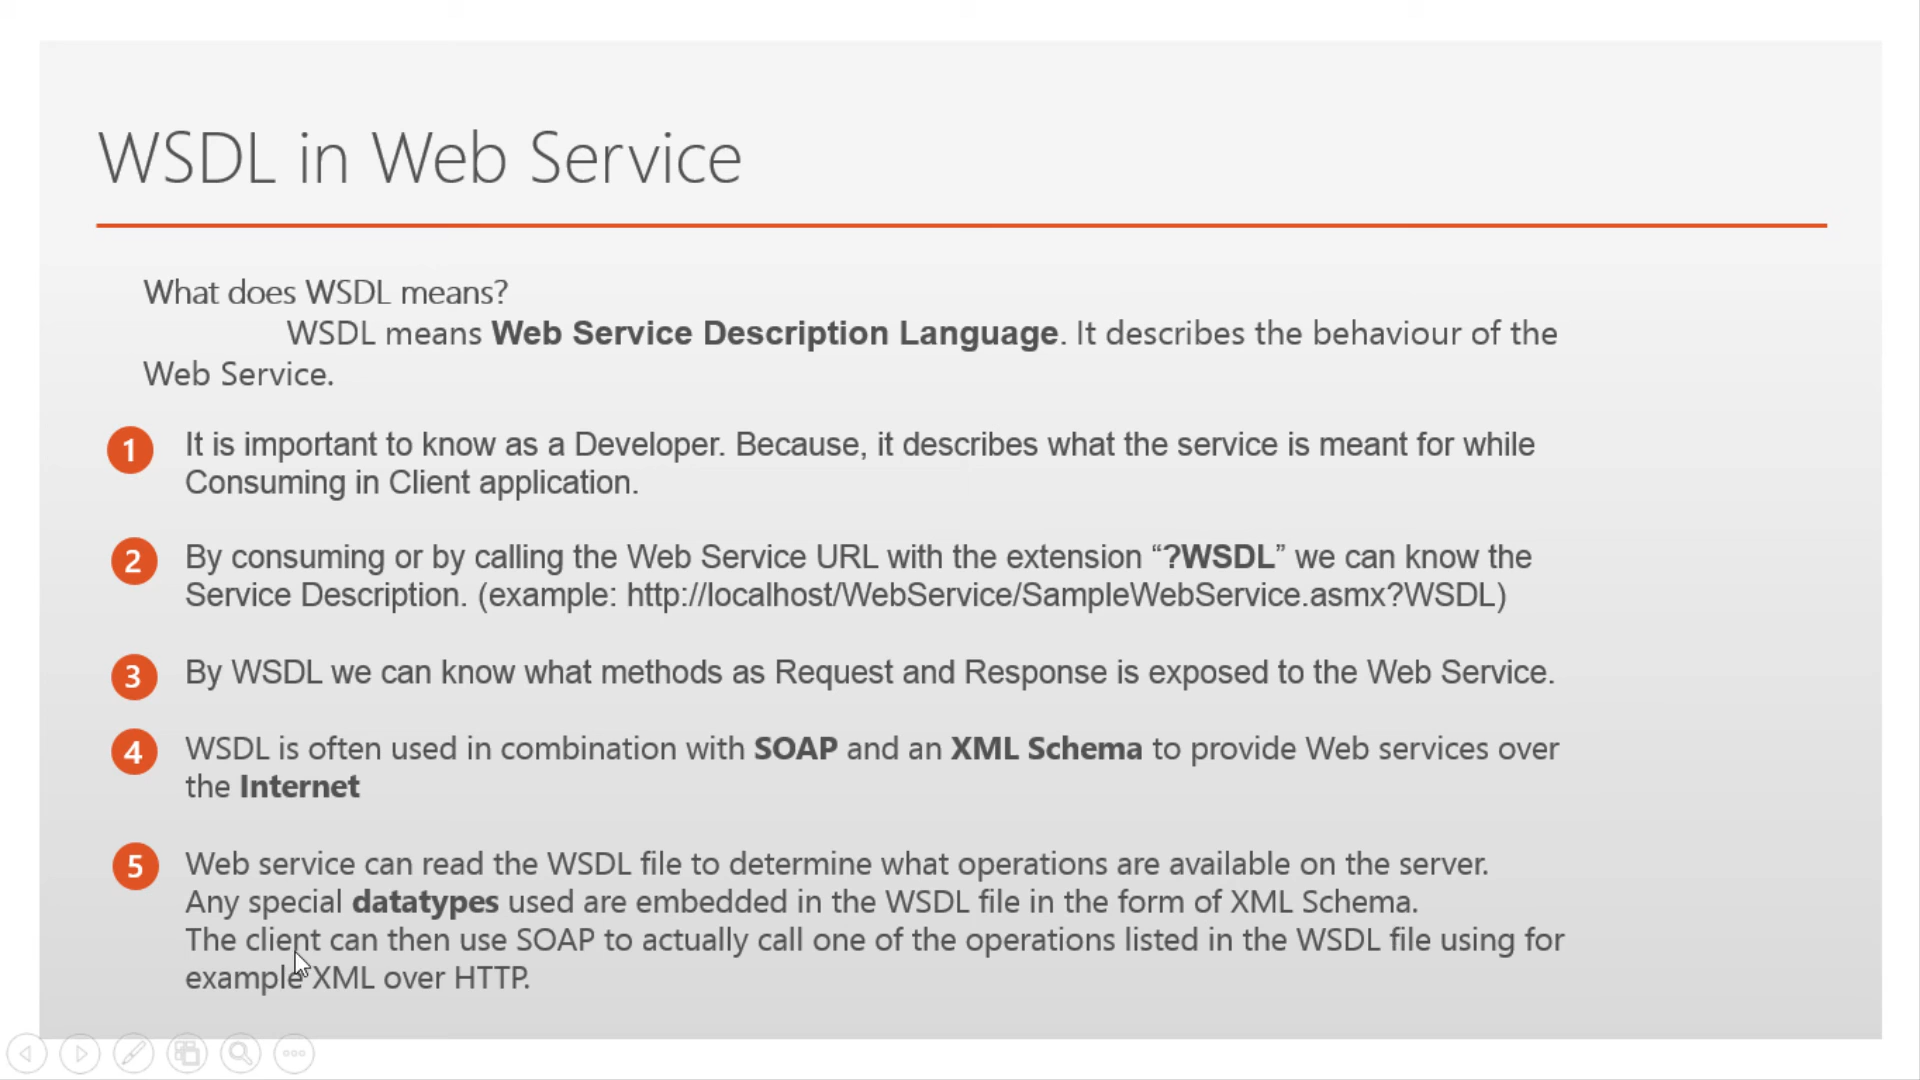 WSDL in Web Service
What does WSDL means?
WSDL means Web Service Description Language. It describes the behaviour of the
Web Service.
1 It is important to know as a Developer. Because, it describes what the service is meant for while
Consuming in Client application.
2 By consuming or by calling the Web Service URL with the extension “?WSDL” we can know the
Service Description. (example: http://localhost/WebService/SampleWebService.asmx?WSDL)
3 By WSDL we can know what methods as Request and Response is exposed to the Web Service.
4 WSDL is often used in combination with SOAP and an XML Schema to provide Web services over
the Internet
5 Web service can read the WSDL file to determine what operations are available on the server.
Any special datatypes used are embedded in the WSDL file in the form of XML Schema.
The client can then use SOAP to actually call one of the operations listed in the WSDL file using for
example XML over HTTP.